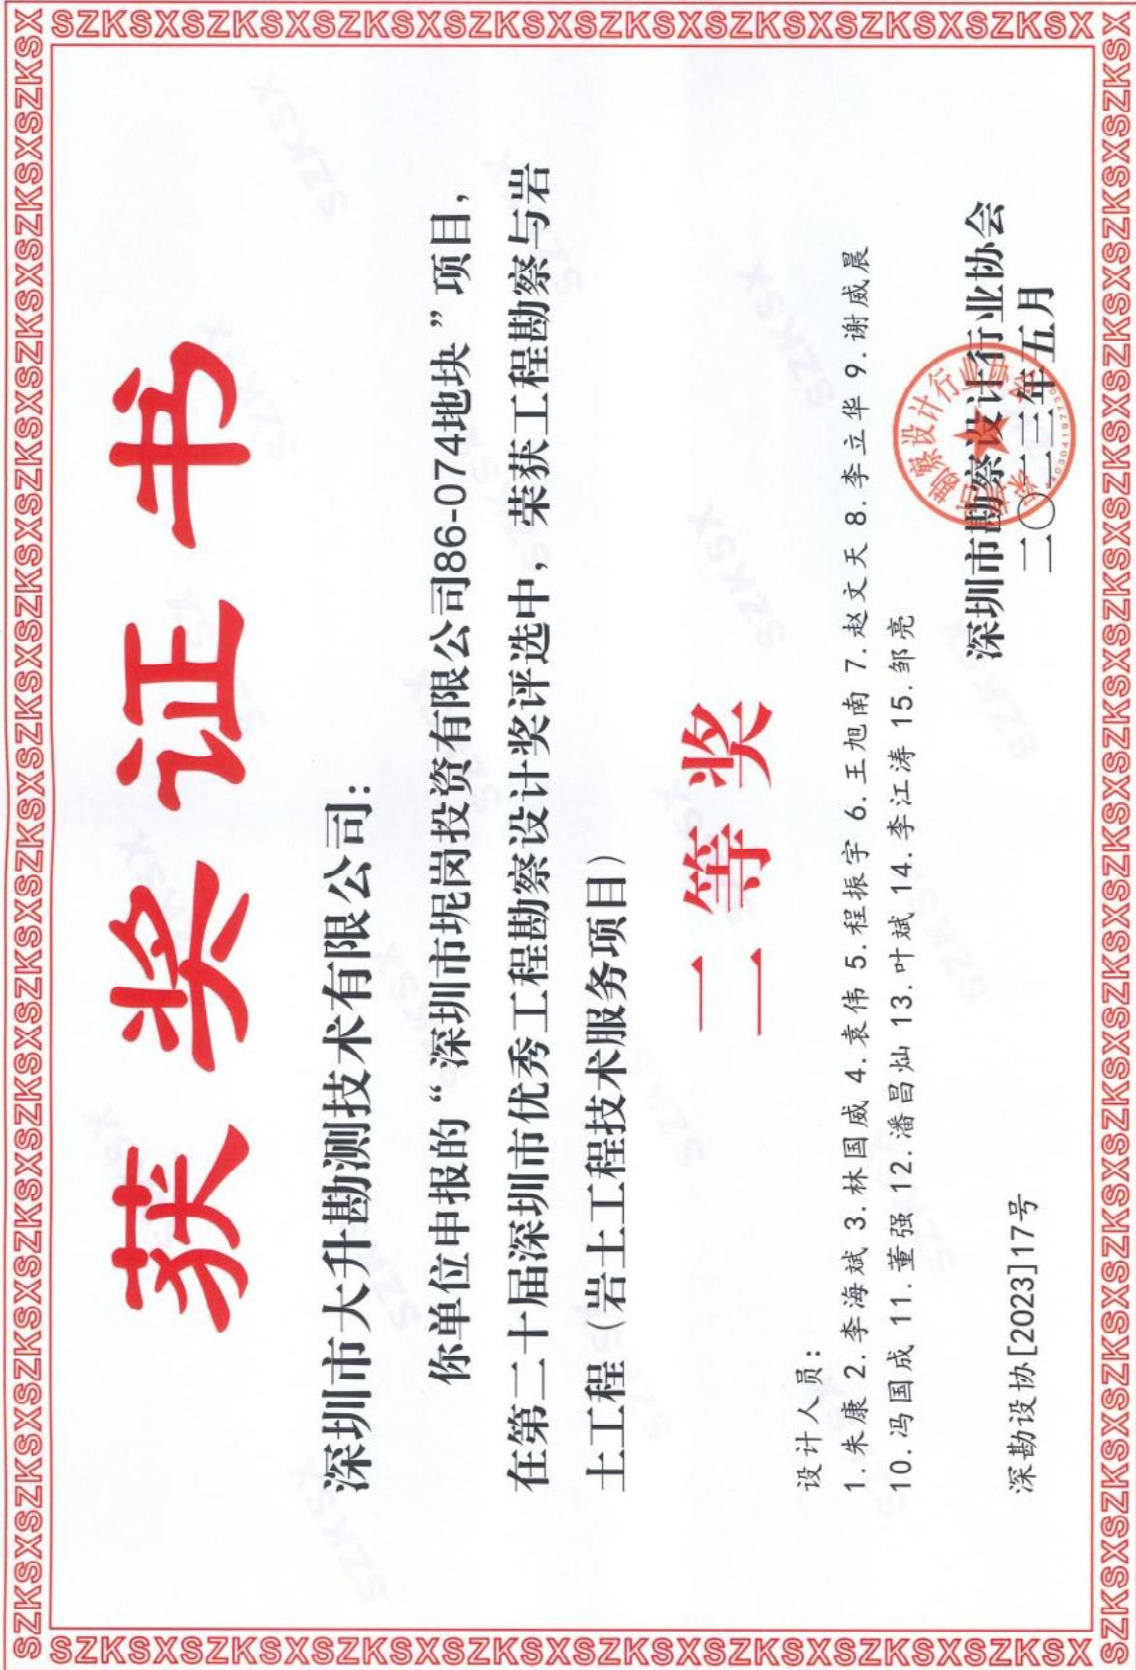 SZKSXSZKSXSZKSXSZKSXSZKSXSZKSXSZKSXSZKSXSZKSXSZKSXSZKSXSZKSX
获奖证书
深圳市大升勘测技术有限公司：
你单位申报的“深圳市坭岗投资有限公司86-074地块”项目，
在第二十届深圳市优秀工程勘察设计奖评选中，荣获工程勘察与岩
土工程（岩土工程技术服务项目）
二等奖
设计人员：
1.朱康 2.李海斌 3.林国威 4.袁伟 5.程振宇 6.王旭南 7.赵文天 8.李立华 9.谢威晨
10.冯国成 11.董强 12.潘昌灿 13.叶斌 14.李江涛 15.邹亮
深圳市勘察设计行业协会
二〇二三年五月
深勘设协[2023]17号